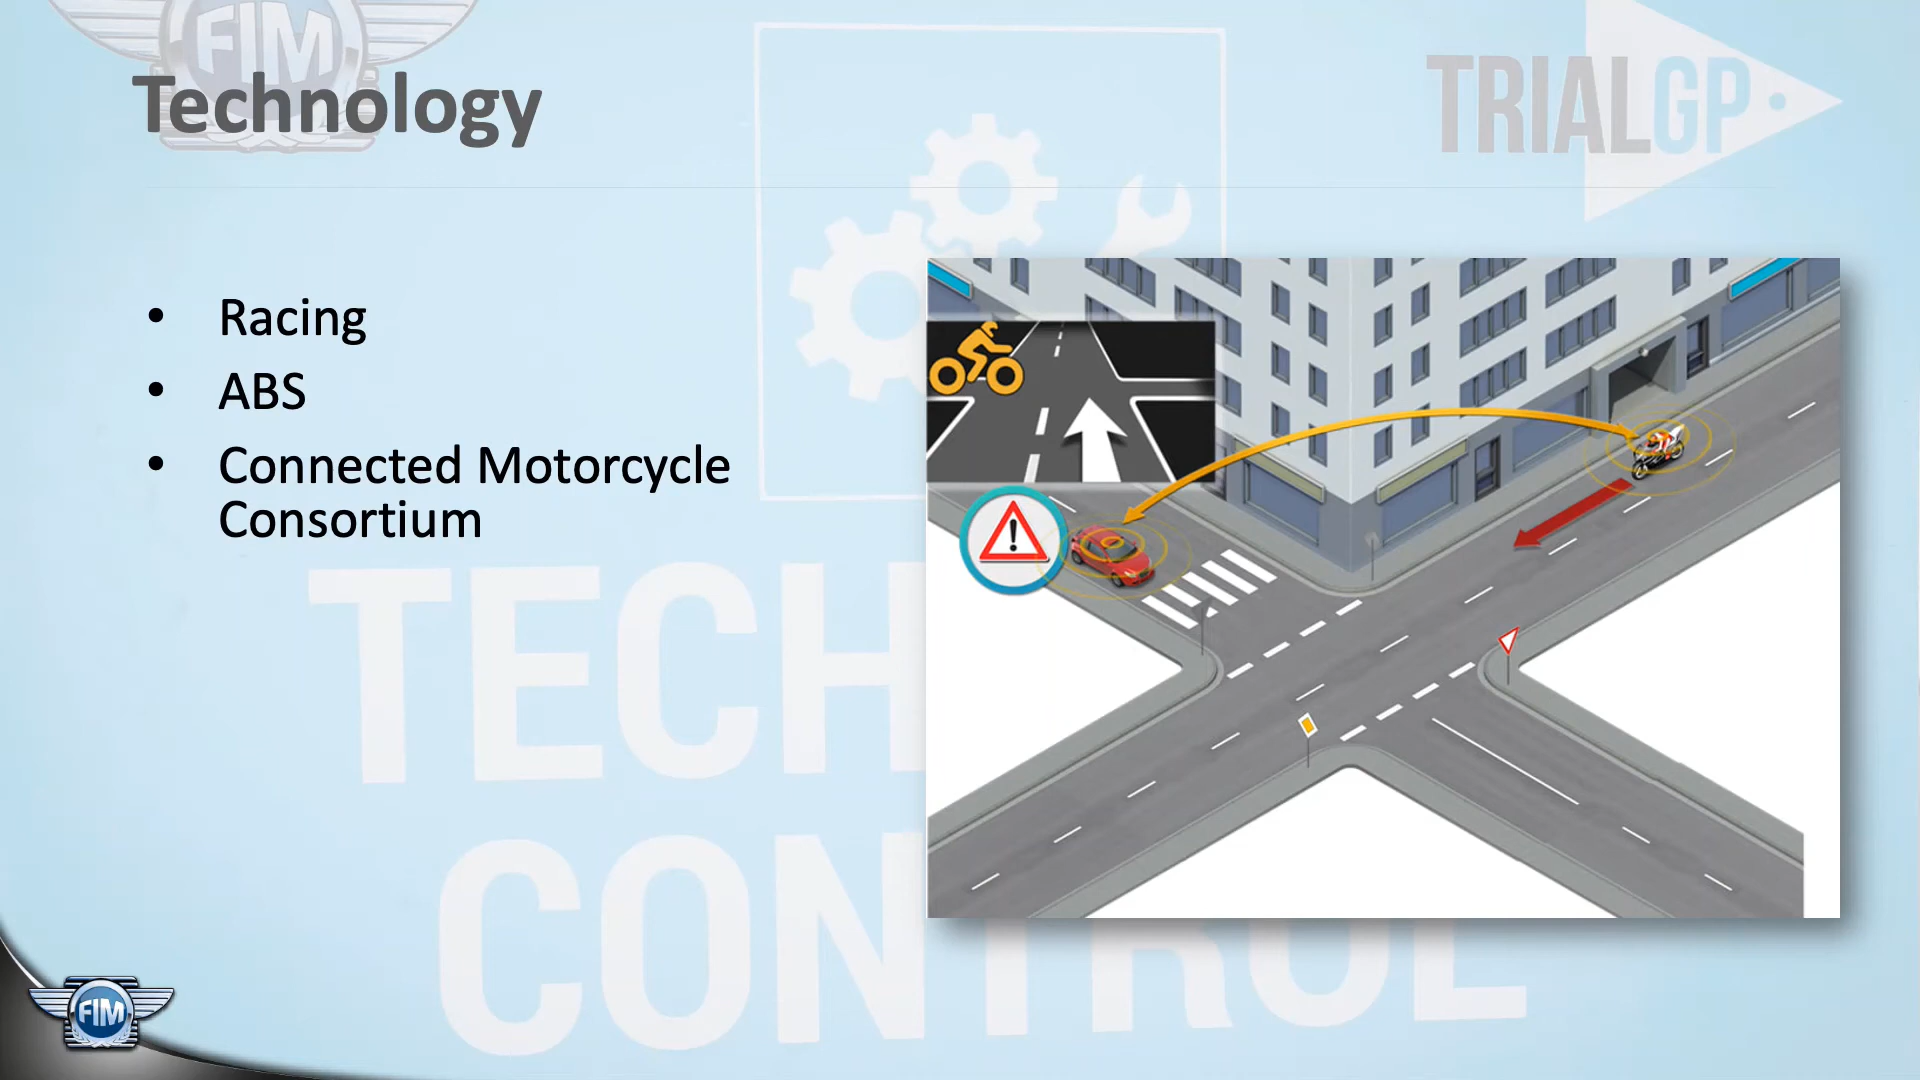 FIM
Technology
TRIALGP
• Racing
• ABS
• Connected Motorcycle
Consortium
TECH
CONTROL
FIM